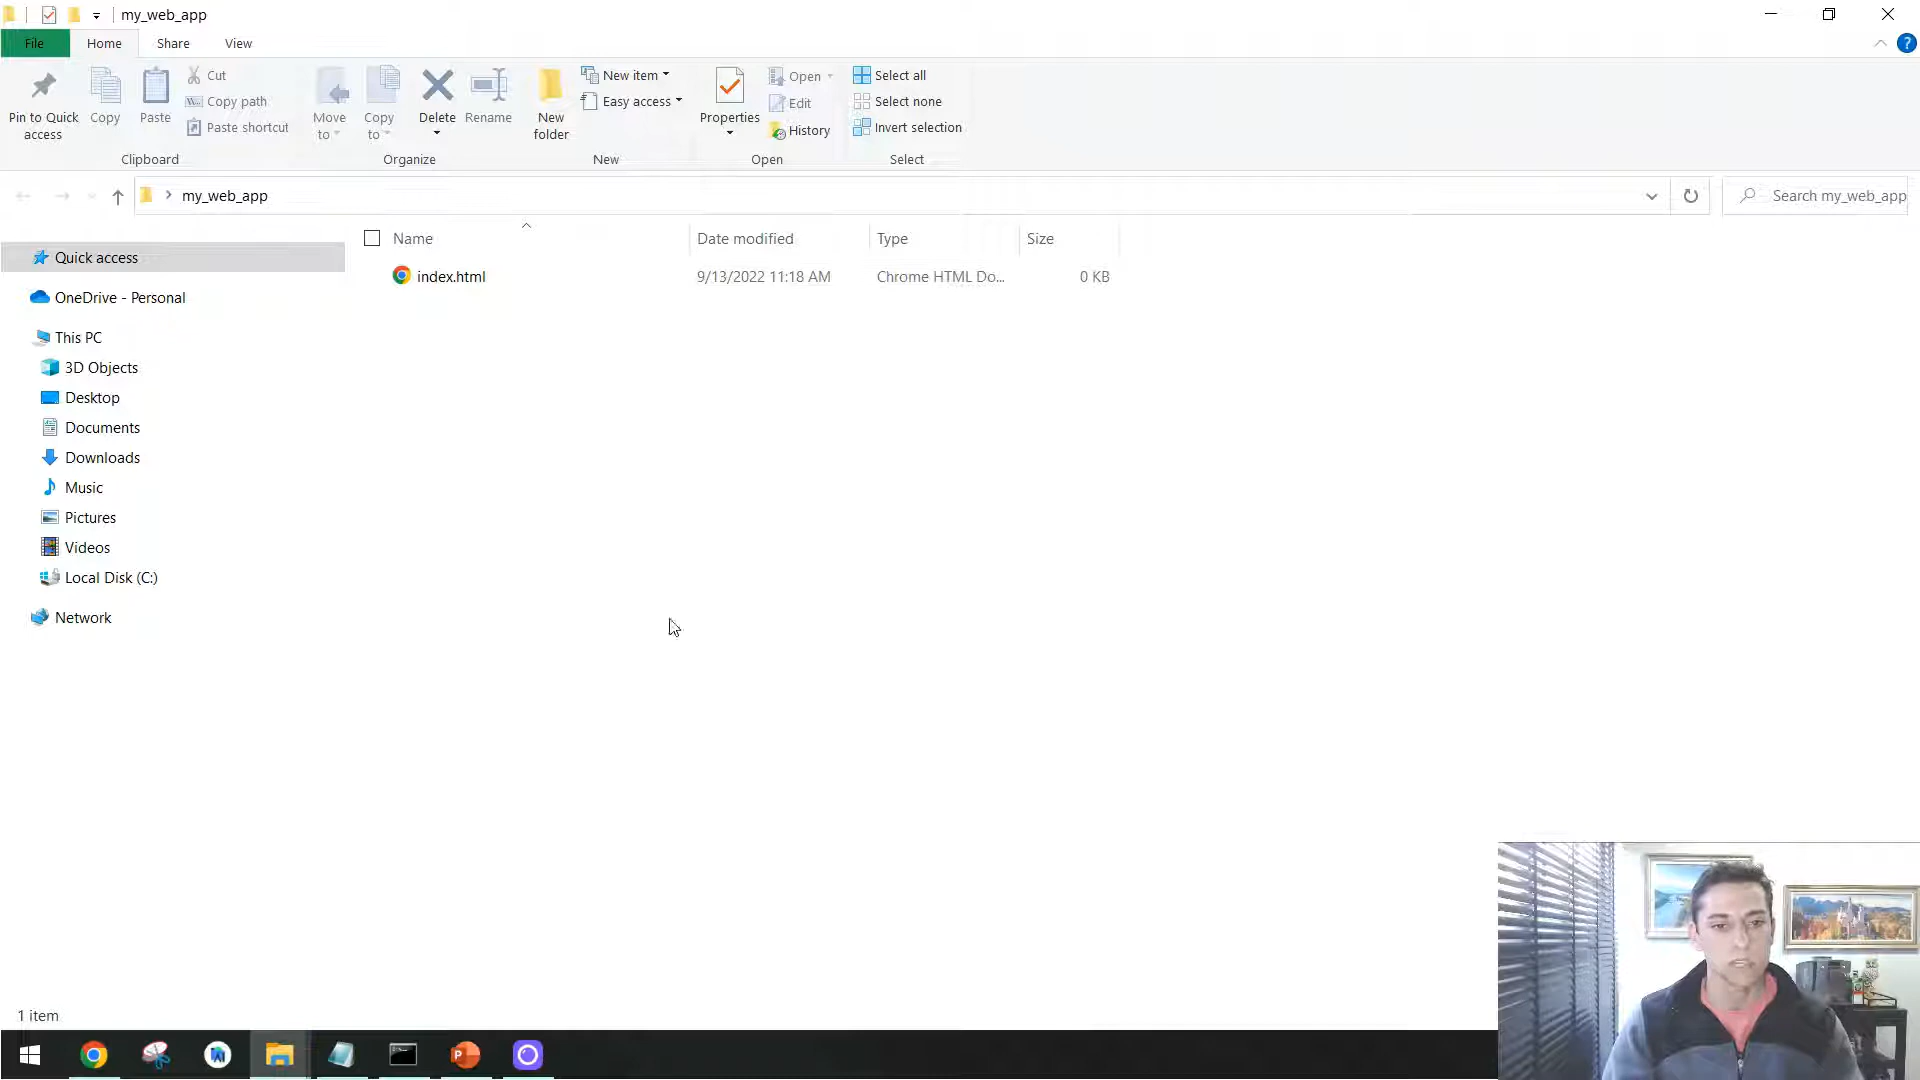 my_web_app
File Home Share View
Pin to Quick access
Copy
Paste
Cut
Copy path
Paste shortcut
Clipboard
Move to
Copy to
Delete
Rename
Organize
New folder
New item
Easy access
New
Properties
Open
Edit
History
Open
Select all
Select none
Invert selection
Select
my_web_app
Search my_web_app
Name Date modified Type Size
index.html 9/13/2022 11:18 AM Chrome HTML Do... 0 KB
Quick access
OneDrive - Personal
This PC
3D Objects
Desktop
Documents
Downloads
Music
Pictures
Videos
Local Disk (C:)
Network
1 item